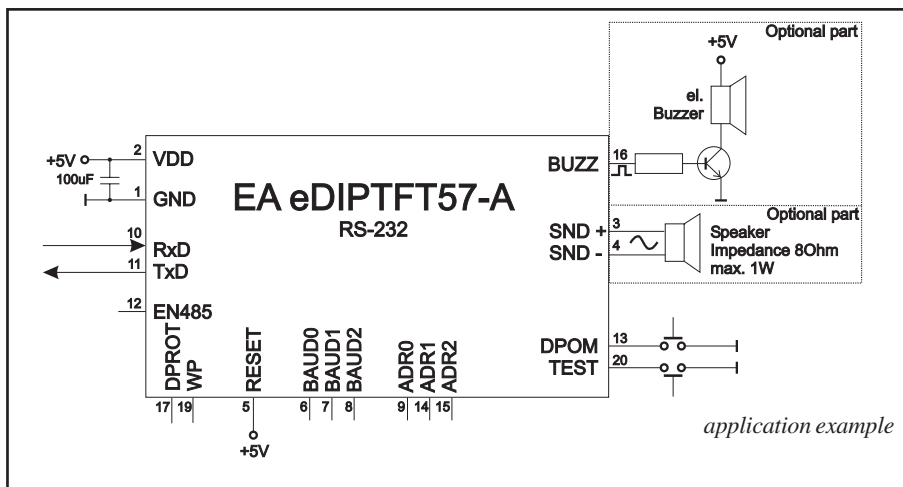 Optional part
+5V
el.
Buzzer
BUZZ
16
+5V
2
VDD
100uF
1
GND
EA eDIPTFT57-A
RS-232
10
RxD
11
TxD
12
EN485
Optional part
SND +
3
SND -
4
Speaker
Impedance 8Ohm
max. 1W
DPOM
13
TEST
20
DPROT
WP
RESET
BAUD0
BAUD1
BAUD2
ADR0
ADR1
ADR2
17
19
5
6
7
8
9
14
15
+5V
application example